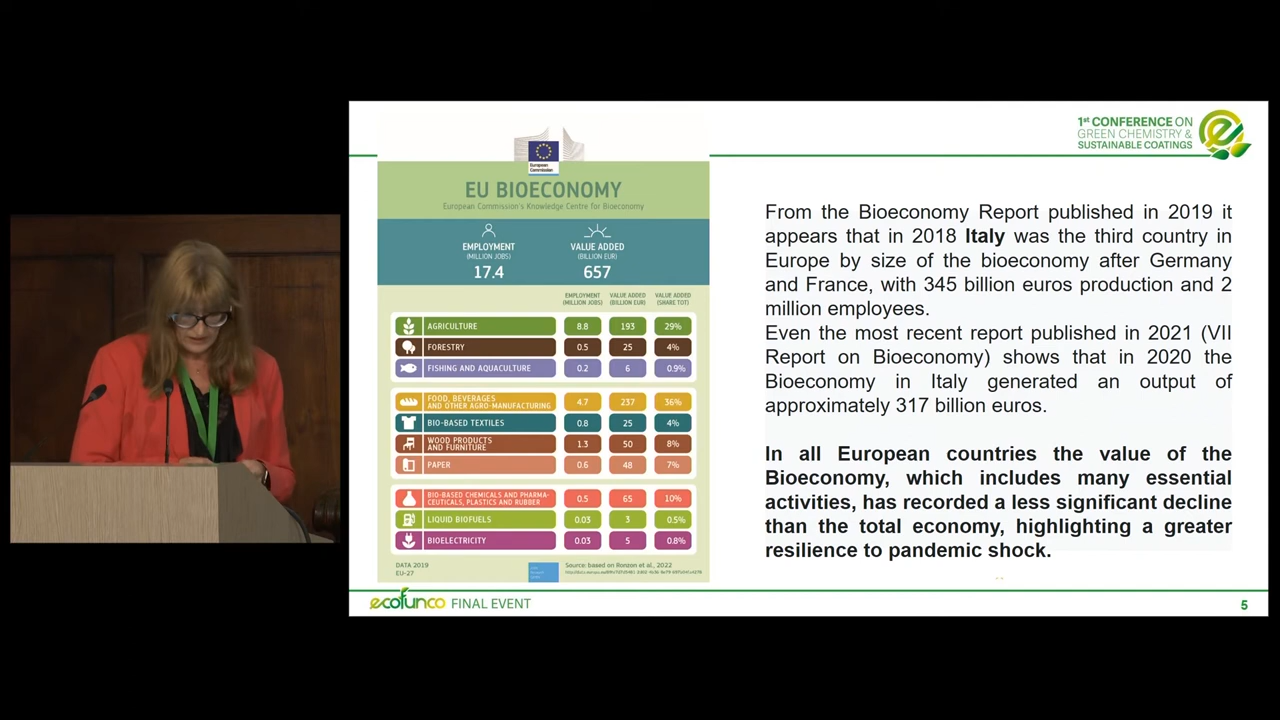 1st CONFERENCE ON
GREEN CHEMISTRY &
SUSTAINABLE COATINGS
European
Commission
EU BIOECONOMY
European Commission's Knowledge Centre for Bioeconomy
EMPLOYMENT
(MILLION JOBS)
17.4
VALUE ADDED
(BILLION EUR)
657
EMPLOYMENT (MILLION JOBS) VALUE ADDED (BILLION EUR) VALUE ADDED (SHARE TOT)
AGRICULTURE 8.8 193 29%
FORESTRY 0.5 25 4%
FISHING AND AQUACULTURE 0.2 6 0.9%
FOOD, BEVERAGES
AND OTHER AGRO-MANUFACTURING 4.7 237 36%
BIO-BASED TEXTILES 0.8 25 4%
WOOD PRODUCTS
AND FURNITURE 1.3 50 8%
PAPER 0.6 48 7%
BIO-BASED CHEMICALS AND PHARMA-
CEUTICALS, PLASTICS AND RUBBER 0.5 65 10%
LIQUID BIOFUELS 0.03 3 0.5%
BIOELECTRICITY 0.03 5 0.8%
DATA 2019
EU-27
Source: based on Ronzon et al., 2022
From the Bioeconomy Report published in 2019 it
appears that in 2018 Italy was the third country in
Europe by size of the bioeconomy after Germany
and France, with 345 billion euros production and 2
million employees.
Even the most recent report published in 2021 (VII
Report on Bioeconomy) shows that in 2020 the
Bioeconomy in Italy generated an output of
approximately 317 billion euros.
In all European countries the value of the
Bioeconomy, which includes many essential
activities, has recorded a less significant decline
than the total economy, highlighting a greater
resilience to pandemic shock.
ecofunco FINAL EVENT
5